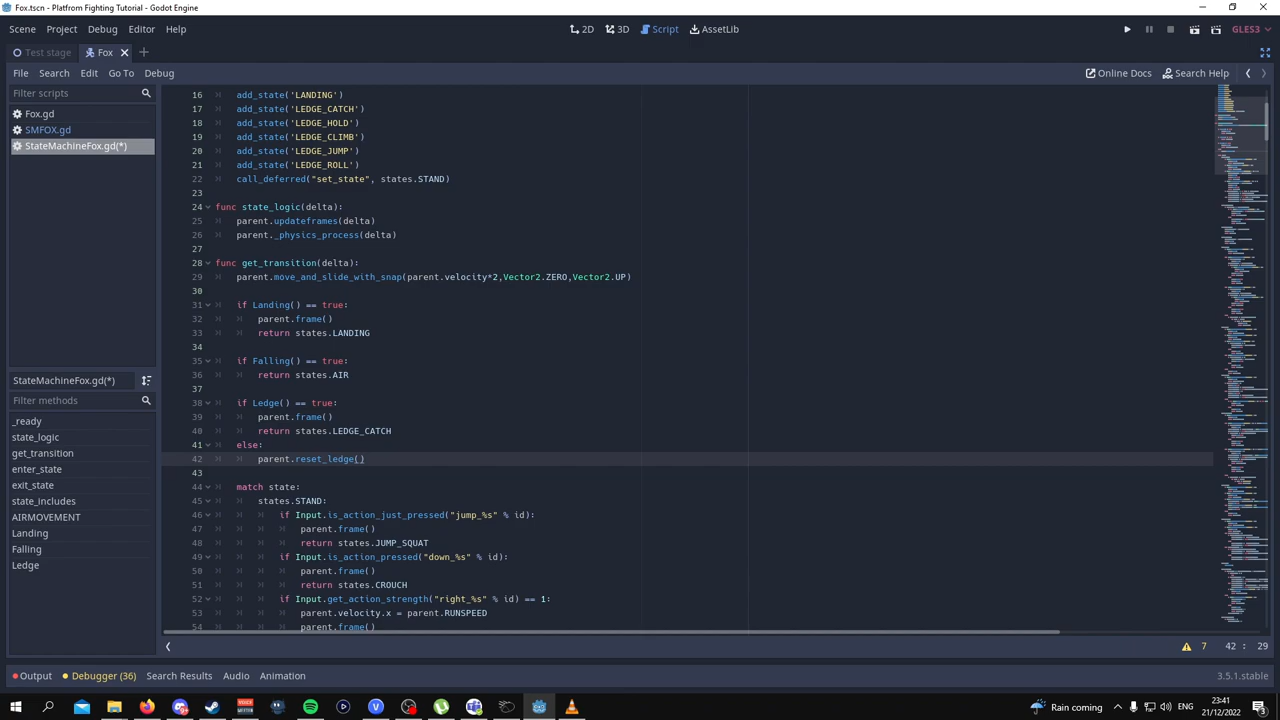 Fox.tscn - Platfrom Fighting Tutorial - Godot Engine
Scene Project Debug Editor Help 2D 3D Script AssetLib GLES3
Test stage Fox
File Search Edit Go To Debug Online Docs Search Help
Filter scripts
Fox.gd
SMFOX.gd
StateMachineFox.gd(*)
StateMachineFox.gd(*)
Filter methods
_ready
state_logic
get_transition
enter_state
exit_state
state_includes
AIRMOVEMENT
Landing
Falling
Ledge
16 add_state('LANDING')
17 add_state('LEDGE_CATCH')
18 add_state('LEDGE_HOLD')
19 add_state('LEDGE_CLIMB')
20 add_state('LEDGE_JUMP')
21 add_state('LEDGE_ROLL')
22 call_deferred("set_state", states.STAND)
23
24 func state_logic(delta):
25 parent.updateframes(delta)
26 parent._physics_process(delta)
27
28 func get_transition(delta):
29 parent.move_and_slide_with_snap(parent.velocity*2,Vector2.ZERO,Vector2.UP)
30
31 if Landing() == true:
32 parent.frame()
33 return states.LANDING
34
35 if Falling() == true:
36 return states.AIR
37
38 if Ledge() == true:
39 parent.frame()
40 return states.LEDGE_CATCH
41 else:
42 parent.reset_ledge()
43
44 match state:
45 states.STAND:
46 if Input.is_action_just_pressed("jump_%s" % id):
47 parent.frame()
48 return states.JUMP_SQUAT
49 if Input.is_action_pressed("down_%s" % id):
50 parent.frame()
51 return states.CROUCH
52 if Input.get_action_strength("right_%s" % id) == 1:
53 parent.velocity.x = parent.RUNSPEED
54 parent.frame()
7 42 : 29
Output Debugger (36) Search Results Audio Animation 3.5.1.stable
Rain coming ENG 23:41
21/12/2022